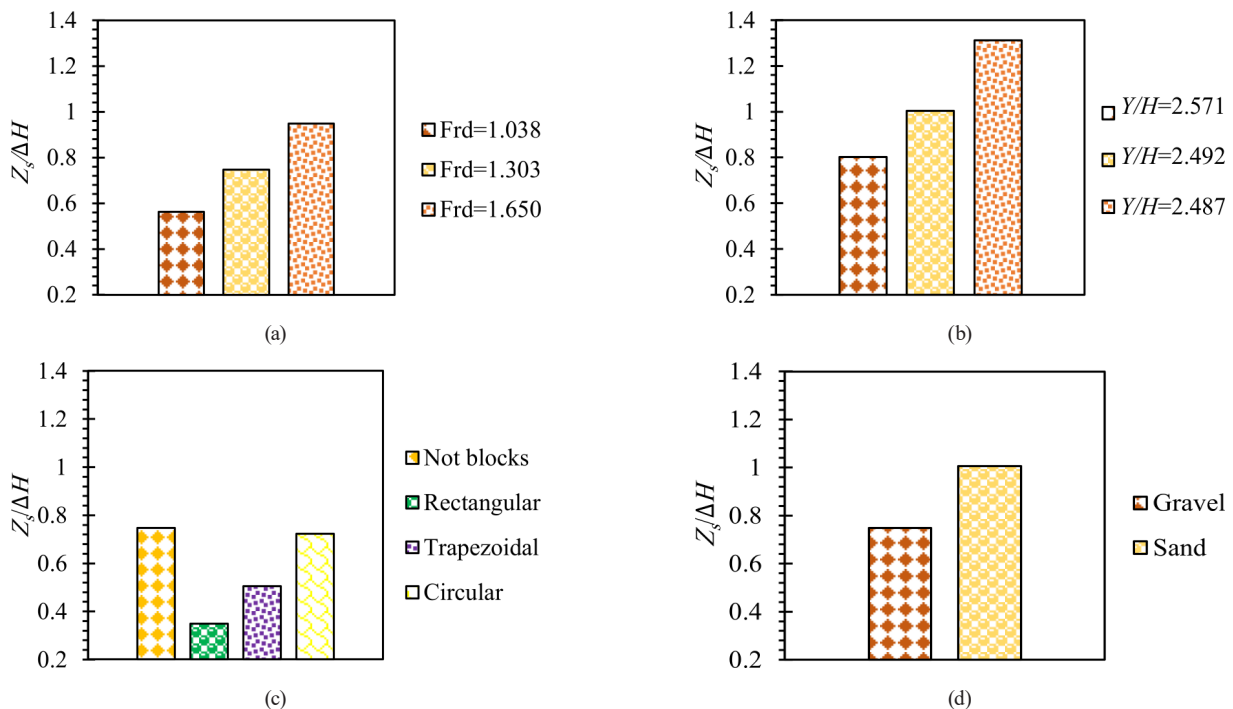 1.4
1.2
1
0.8
0.6
0.4
0.2
Zs/ΔH
Frd=1.038
Frd=1.303
Frd=1.650
(a)
1.4
1.2
1
0.8
0.6
0.4
0.2
Zs/ΔH
Y/H=2.571
Y/H=2.492
Y/H=2.487
(b)
1.4
1.2
1
0.8
0.6
0.4
0.2
Zs/ΔH
Not blocks
Rectangular
Trapezoidal
Circular
(c)
1.4
1.2
1
0.8
0.6
0.4
0.2
Zs/ΔH
Gravel
Sand
(d)